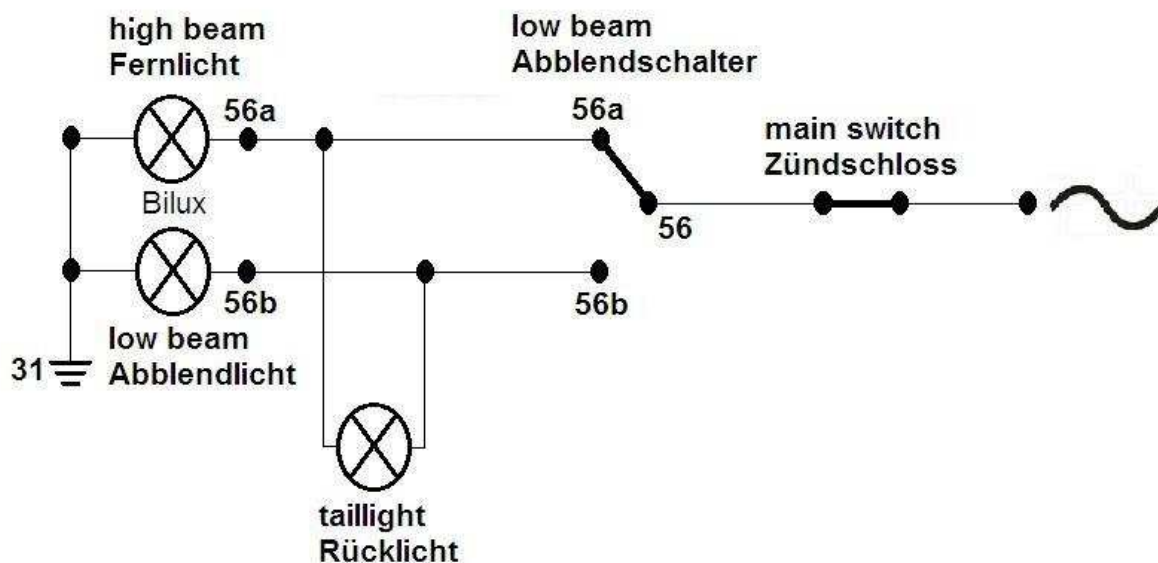 high beam
Fernlicht
56a
Bilux
low beam
Abblendschalter
56a
main switch
Zündschloss
56
56b
56b
low beam
Abblendlicht
31
taillight
Rücklicht